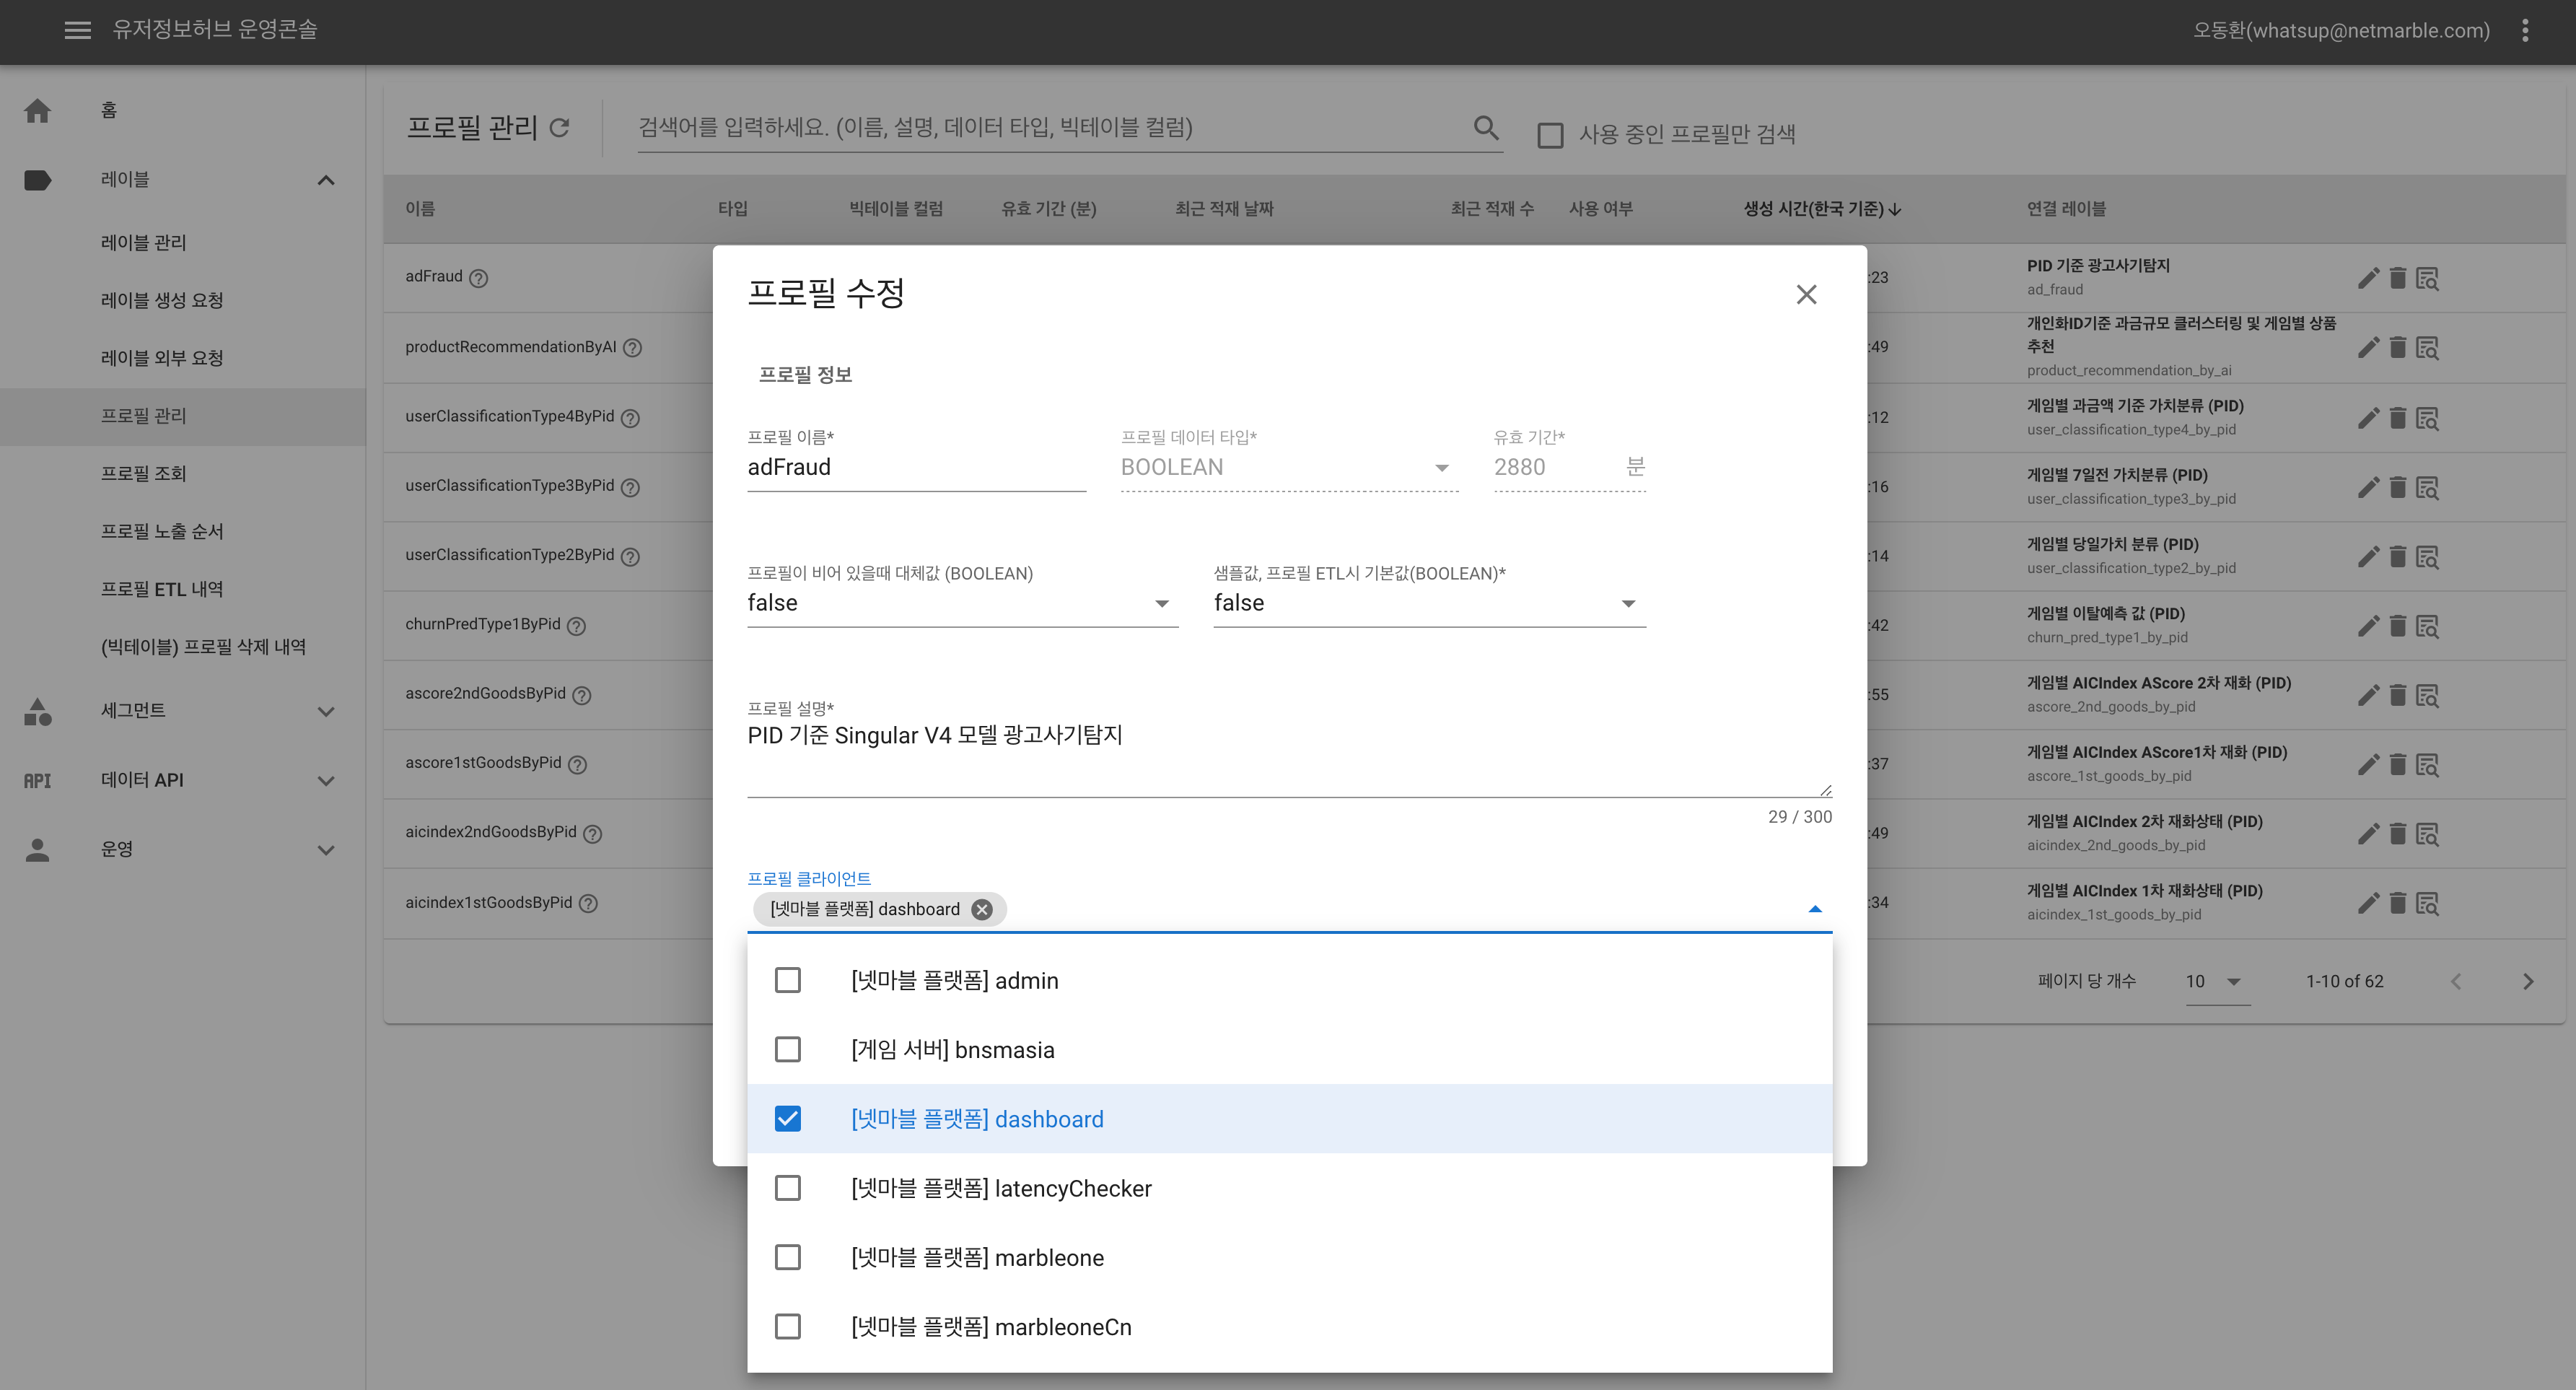 유저정보허브 운영콘솔
오동환(whatsup@netmarble.com)
홈
레이블
레이블 관리
레이블 생성 요청
레이블 외부 요청
프로필 관리
프로필 조회
프로필 노출 순서
프로필 ETL 내역
(빅테이블) 프로필 삭제 내역
세그먼트
API 데이터 API
운영
프로필 관리
검색어를 입력하세요. (이름, 설명, 데이터 타입, 빅테이블 컬럼)
사용 중인 프로필만 검색
이름 타입 빅테이블 컬럼 유효 기간 (분) 최근 적재 날짜 최근 적재 수 사용 여부 생성 시간(한국 기준) 연결 레이블
adFraud
:23
PID 기준 광고사기탐지
ad_fraud
productRecommendationByAI
:49
개인화ID기준 과금규모 클러스터링 및 게임별 상품
추천
product_recommendation_by_ai
userClassificationType4ByPid
:12
게임별 과금액 기준 가치분류 (PID)
user_classification_type4_by_pid
userClassificationType3ByPid
:16
게임별 7일전 가치분류 (PID)
user_classification_type3_by_pid
userClassificationType2ByPid
:14
게임별 당일가치 분류 (PID)
user_classification_type2_by_pid
churnPredType1ByPid
:42
게임별 이탈예측 값 (PID)
churn_pred_type1_by_pid
ascore2ndGoodsByPid
:55
게임별 AICIndex AScore 2차 재화 (PID)
ascore_2nd_goods_by_pid
ascore1stGoodsByPid
:37
게임별 AICIndex AScore1차 재화 (PID)
ascore_1st_goods_by_pid
aicindex2ndGoodsByPid
:49
게임별 AICIndex 2차 재화상태 (PID)
aicindex_2nd_goods_by_pid
aicindex1stGoodsByPid
:34
게임별 AICIndex 1차 재화상태 (PID)
aicindex_1st_goods_by_pid
페이지 당 개수 10 1-10 of 62
프로필 수정
프로필 정보
프로필 이름* 프로필 데이터 타입* 유효 기간*
adFraud BOOLEAN 2880 분
프로필이 비어 있을때 대체값 (BOOLEAN) 샘플값, 프로필 ETL시 기본값(BOOLEAN)*
false false
프로필 설명*
PID 기준 Singular V4 모델 광고사기탐지
29 / 300
프로필 클라이언트
[넷마블 플랫폼] dashboard
[넷마블 플랫폼] admin
[게임 서버] bnsmasia
[넷마블 플랫폼] dashboard
[넷마블 플랫폼] latencyChecker
[넷마블 플랫폼] marbleone
[넷마블 플랫폼] marbleoneCn